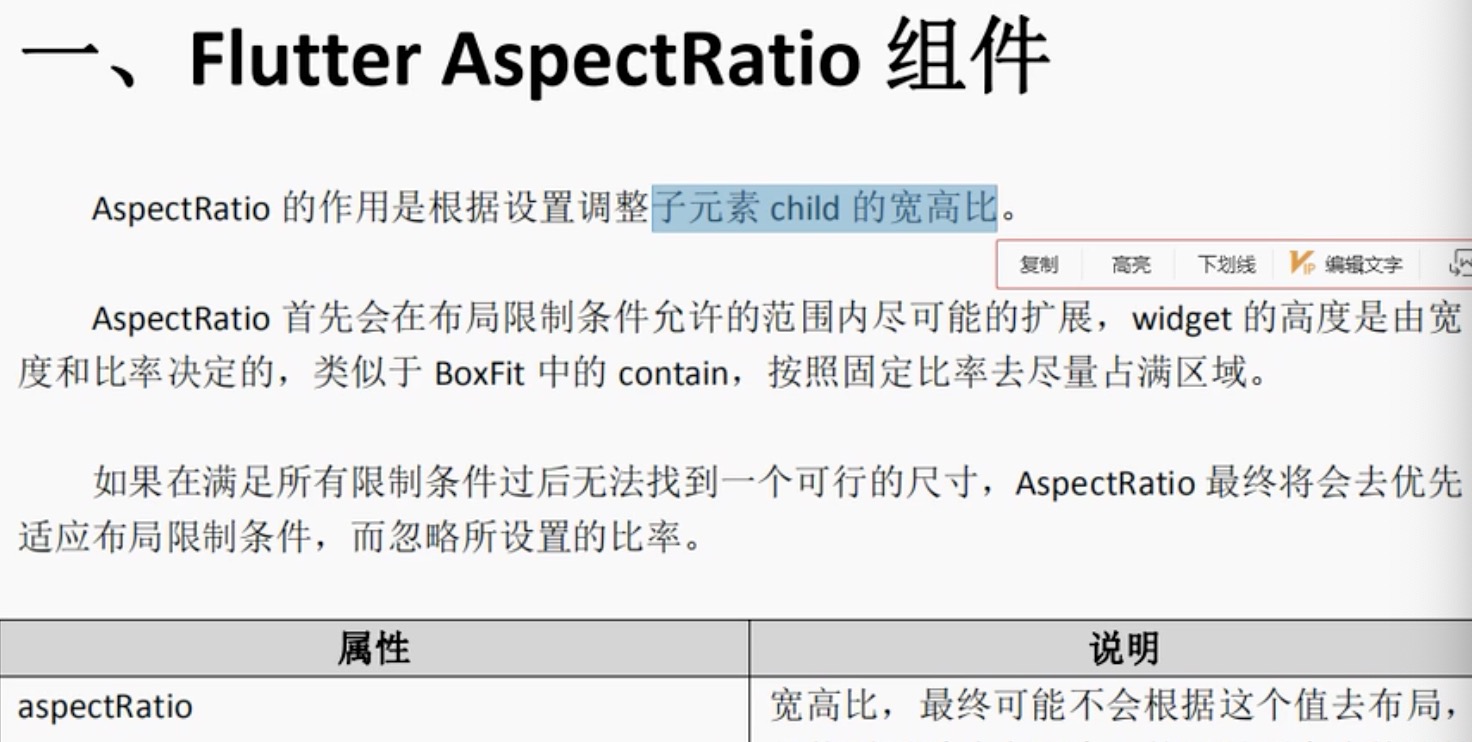 一、Flutter AspectRatio 组件
AspectRatio 的作用是根据设置调整子元素 child 的宽高比。
复制 高亮 下划线 VIP 编辑文字
AspectRatio 首先会在布局限制条件允许的范围内尽可能的扩展，widget 的高度是由宽
度和比率决定的，类似于 BoxFit 中的 contain，按照固定比率去尽量占满区域。
如果在满足所有限制条件过后无法找到一个可行的尺寸，AspectRatio 最终将会去优先
适应布局限制条件，而忽略所设置的比率。
属性 说明
aspectRatio 宽高比，最终可能不会根据这个值去布局，